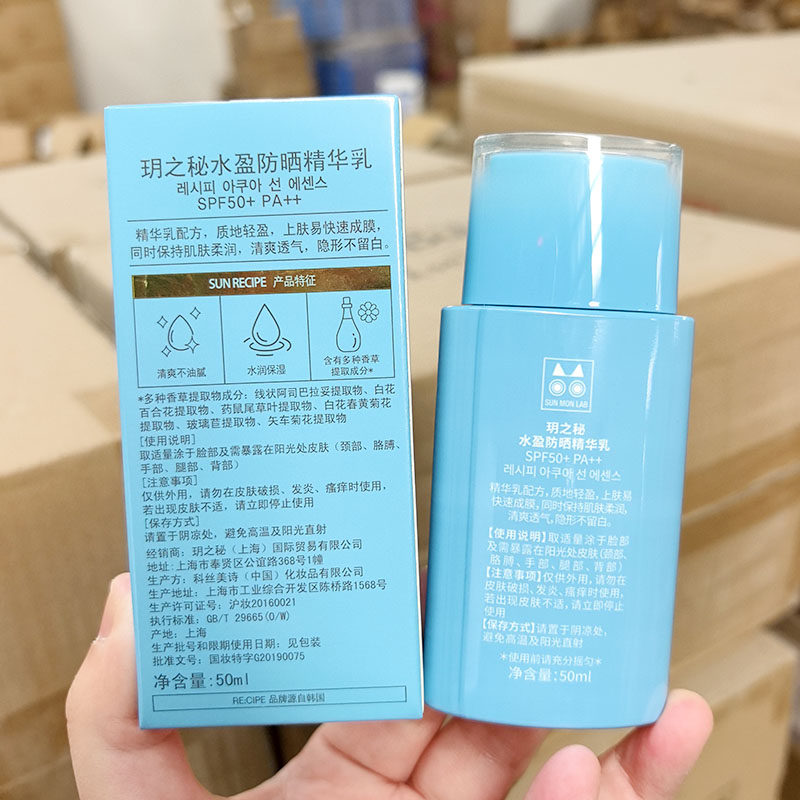 玥之秘水盈防晒精华乳
레시피 아쿠아 선 에센스
SPF50+ PA++
精华乳配方，质地轻盈，上肤易快速成膜，
同时保持肌肤柔润，清爽透气，隐形不留白。
SUN RECIPE 产品特征
清爽不油腻
水润保湿
含有多种香草
提取成分*
*多种香草提取物成分：线状阿司巴拉妥提取物、白花
百合花提取物、药鼠尾草叶提取物、白花春黄菊花
提取物、玻璃苣提取物、矢车菊花提取物
[使用说明]
取适量涂于脸部及需暴露在阳光处皮肤（颈部、胳膊、
手部、腿部、背部）
[注意事项]
仅供外用，请勿在皮肤破损、发炎、瘙痒时使用，
若出现皮肤不适，请立即停止使用
[保存方式]
请置于阴凉处，避免高温及阳光直射
经销商：玥之秘（上海）国际贸易有限公司
地址:上海市奉贤区公谊路368号1幢
生产方：科丝美诗（中国）化妆品有限公司
生产地址：上海市工业综合开发区陈桥路1568号
生产许可证号：沪妆20160021
执行标准：GB/T 29665(O/W)
产地：上海
生产批号和限期使用日期：见包装
批准文号：国妆特字G20190075
净含量:50ml
RE:CIPE 品牌源自韩国
SUN MON LAB
玥之秘
水盈防晒精华乳
SPF50+ PA++
레시피 아쿠아 선 에센스
精华乳配方，质地轻盈，上肤易
快速成膜，同时保持肌肤柔润，
清爽透气，隐形不留白。
【使用说明】取适量涂于脸部
及需暴露在阳光处皮肤（颈部、
胳膊、手部、腿部、背部）
【注意事项】仅供外用，请勿在
皮肤破损、发炎、瘙痒时使用，
若出现皮肤不适，请立即停止
使用
【保存方式】请置于阴凉处，
避免高温及阳光直射
*使用前请充分摇匀*
净含量:50ml